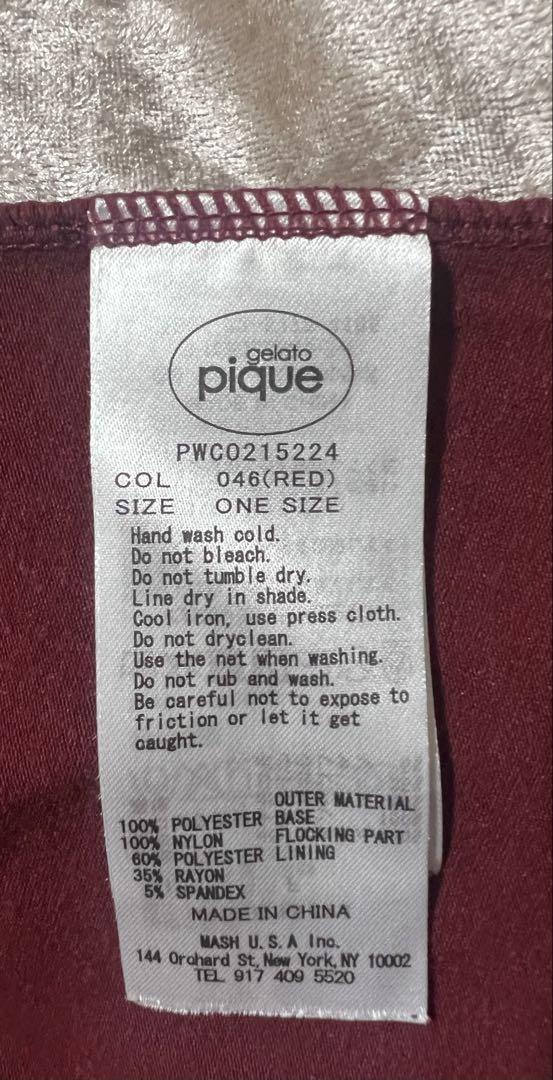 gelato
pique
PWCO215224
COL 046(RED)
SIZE ONE SIZE
Hand wash cold.
Do not bleach.
Do not tumble dry.
Line dry in shade.
Cool iron, use press cloth.
Do not dryclean.
Use the net when washing.
Do not rub and wash.
Be careful not to expose to
friction or let it get
caught.
OUTER MATERIAL
100% POLYESTER BASE
100% NYLON FLOCKING PART
60% POLYESTER LINING
35% RAYON
5% SPANDEX
MADE IN CHINA
MASH U.S.A Inc.
144 Orchard St, New York, NY 10002
TEL 917 409 5520